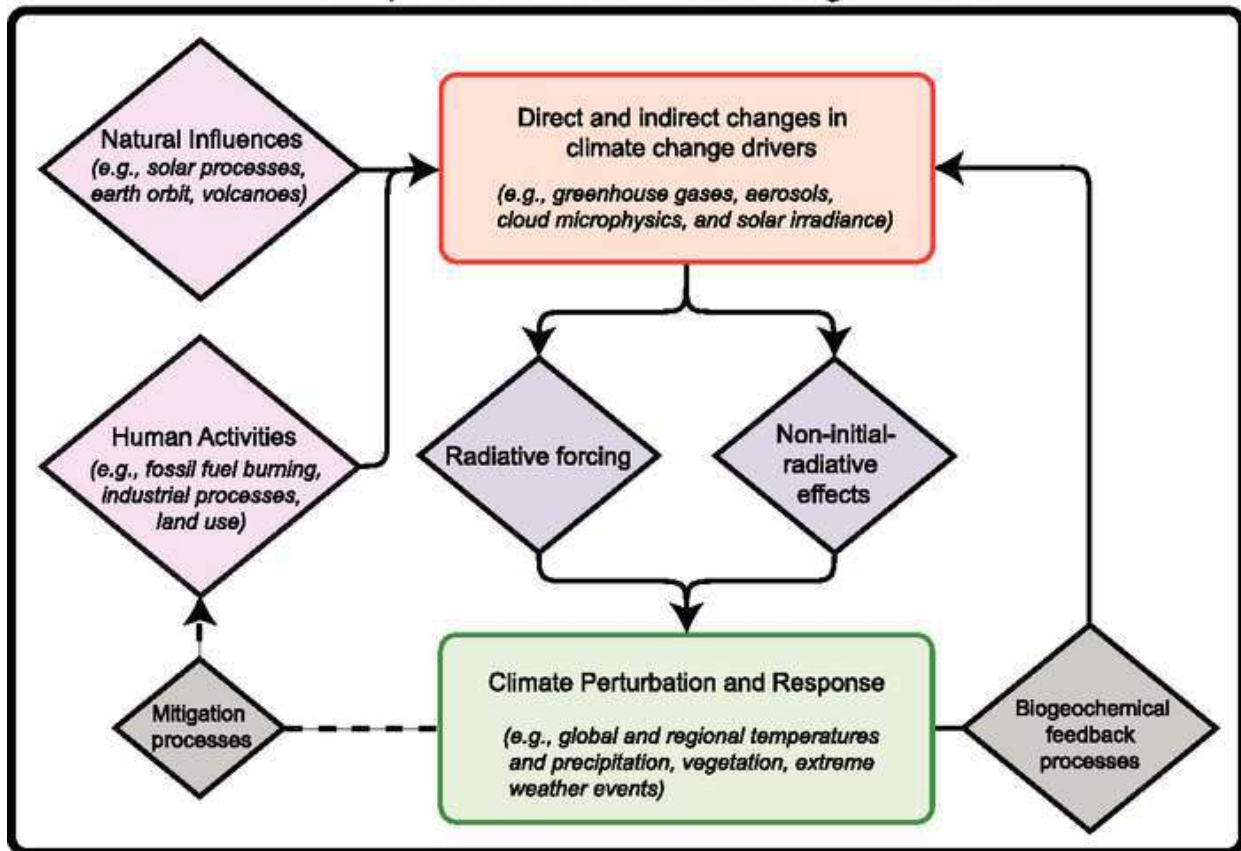 Natural Influences
(e.g., solar processes,
earth orbit, volcanoes)
Direct and indirect changes in
climate change drivers
(e.g., greenhouse gases, aerosols,
cloud microphysics, and solar irradiance)
Human Activities
(e.g., fossil fuel burning,
industrial processes,
land use)
Radiative forcing
Non-initial-
radiative
effects
Mitigation
processes
Climate Perturbation and Response
(e.g., global and regional temperatures
and precipitation, vegetation, extreme
weather events)
Biogeochemical
feedback
processes